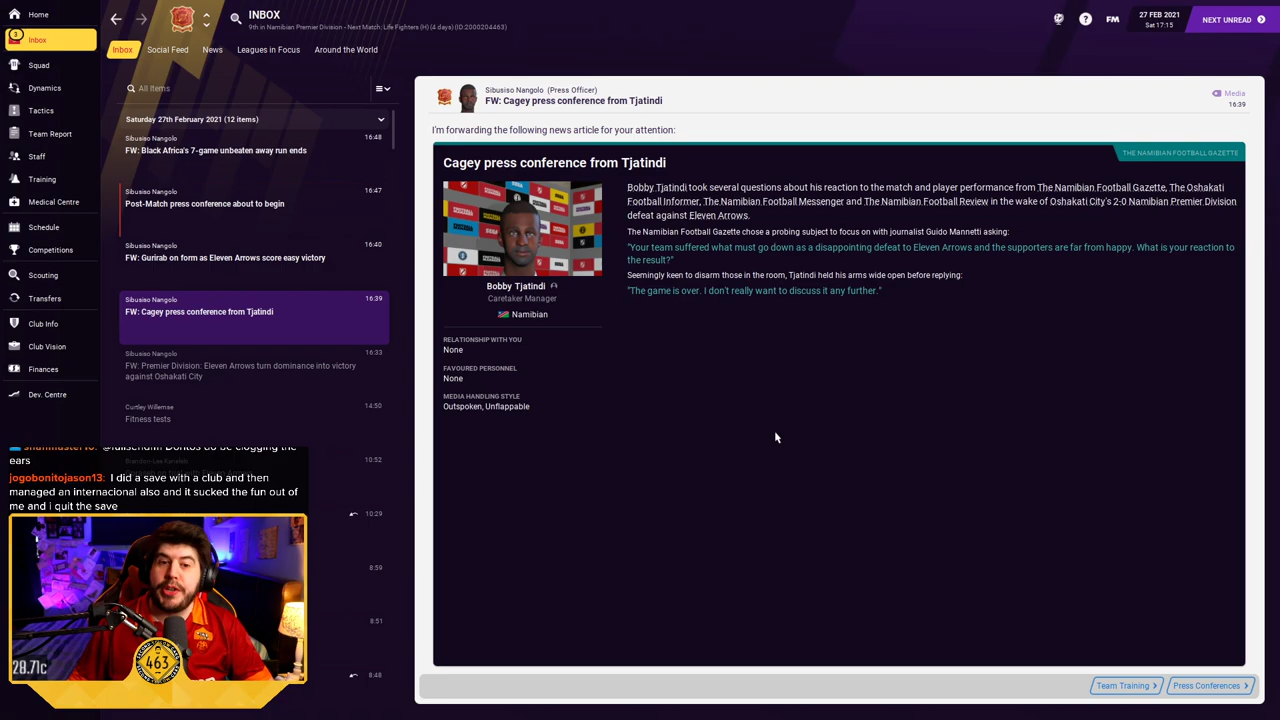 Home
3
Inbox
Squad
Dynamics
Tactics
Team Report
Staff
Training
Medical Centre
Schedule
Competitions
Scouting
Transfers
Club Info
Club Vision
Finances
Dev. Centre
INBOX
9th in Namibian Premier Division - Next Match: Life Fighters (H) (4 days) (ID:2000204463)
?
FM
27 FEB 2021
Sat 17:15
NEXT UNREAD
Inbox
Social Feed
News
Leagues in Focus
Around the World
All Items
Saturday 27th February 2021 (12 items)
Sibusiso Nangolo 16:48
FW: Black Africa's 7-game unbeaten away run ends
Sibusiso Nangolo 16:47
Post-Match press conference about to begin
Sibusiso Nangolo 16:40
FW: Gurirab on form as Eleven Arrows score easy victory
Sibusiso Nangolo 16:39
FW: Cagey press conference from Tjatindi
Sibusiso Nangolo 16:33
FW: Premier Division: Eleven Arrows turn dominance into victory
against Oshakati City
Curtley Willemse 14:50
Fitness tests
10:52
10:29
8:59
8:51
8:48
Sibusiso Nangolo (Press Officer)
FW: Cagey press conference from Tjatindi
Media
16:39
I'm forwarding the following news article for your attention:
THE NAMIBIAN FOOTBALL GAZETTE
Cagey press conference from Tjatindi
Bobby Tjatindi
Caretaker Manager
Namibian
RELATIONSHIP WITH YOU
None
FAVOURED PERSONNEL
None
MEDIA HANDLING STYLE
Outspoken, Unflappable
Bobby Tjatindi took several questions about his reaction to the match and player performance from The Namibian Football Gazette, The Oshakati
Football Informer, The Namibian Football Messenger and The Namibian Football Review in the wake of Oshakati City's 2-0 Namibian Premier Division
defeat against Eleven Arrows.
The Namibian Football Gazette chose a probing subject to focus on with journalist Guido Mannetti asking:
"Your team suffered what must go down as a disappointing defeat to Eleven Arrows and the supporters are far from happy. What is your reaction to
the result?"
Seemingly keen to disarm those in the room, Tjatindi held his arms wide open before replying:
"The game is over. I don't really want to discuss it any further."
Team Training
Press Conferences
clogging the
ears
jogobonitojason13: I did a save with a club and then
managed an internacional also and it sucked the fun out of
me and i quit the save
463
28.71c